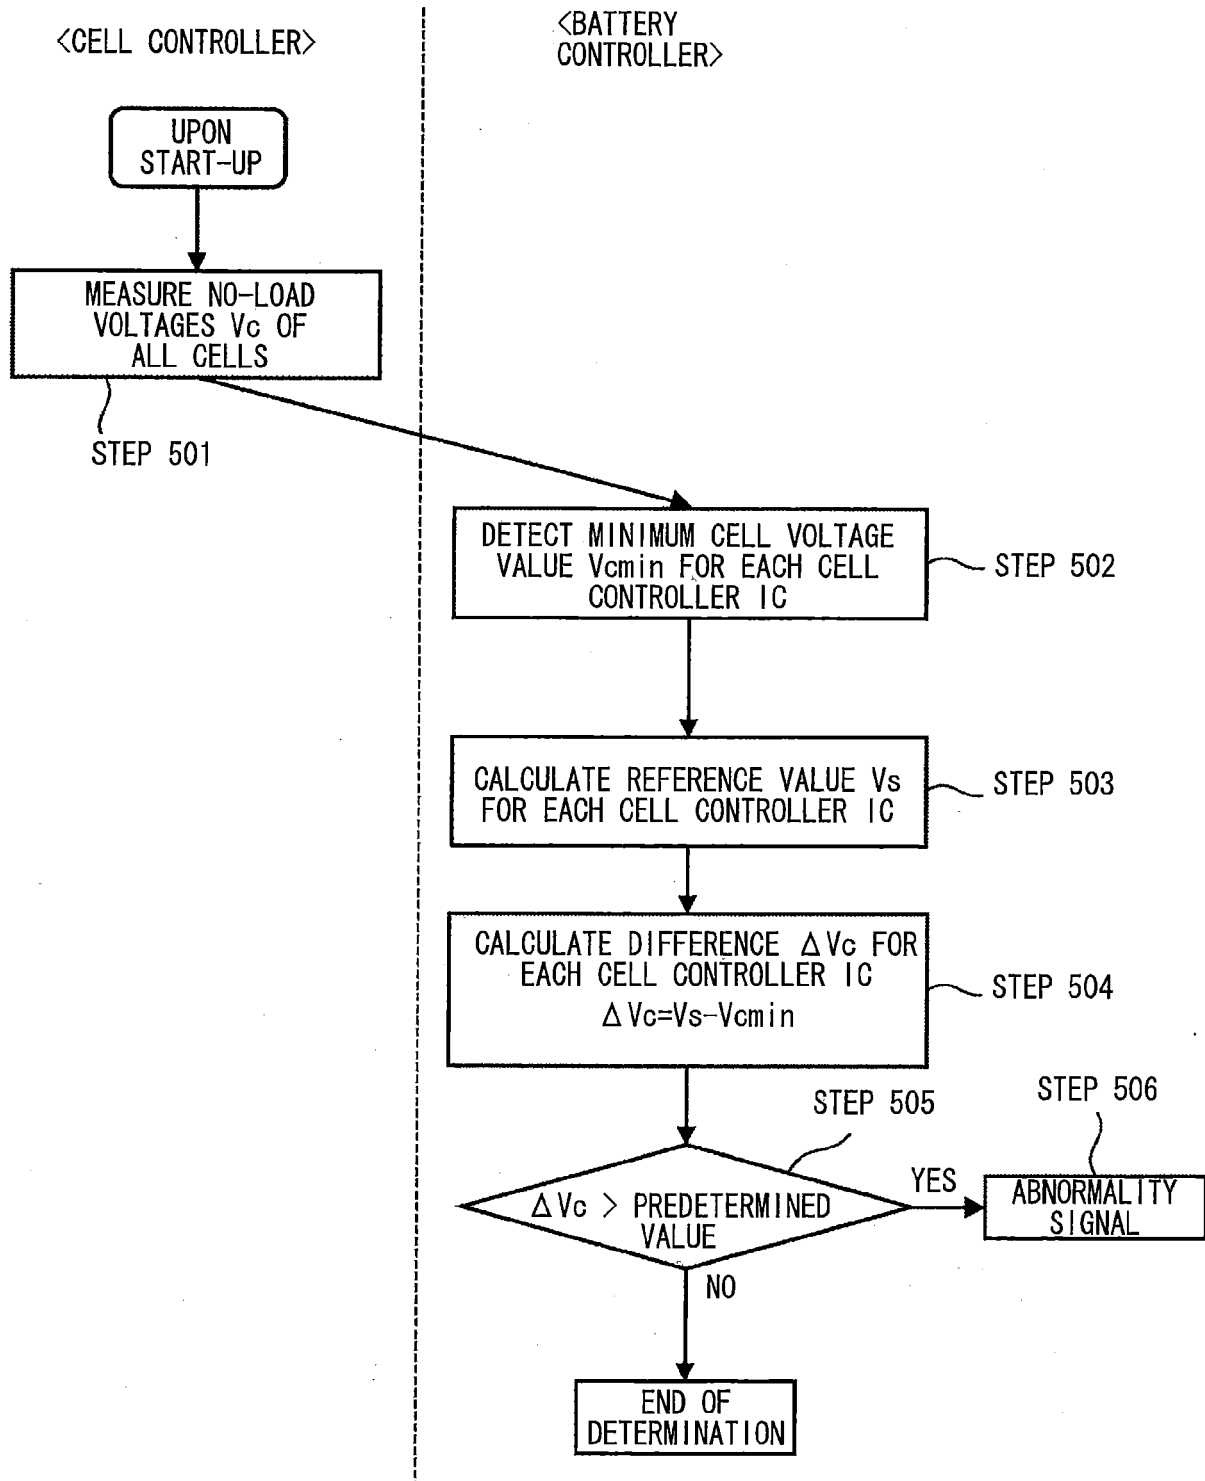 <CELL CONTROLLER>
<BATTERY
CONTROLLER>
UPON
START-UP
MEASURE NO-LOAD
VOLTAGES Vc OF
ALL CELLS
STEP 501
DETECT MINIMUM CELL VOLTAGE
VALUE Vcmin FOR EACH CELL
CONTROLLER IC
STEP 502
CALCULATE REFERENCE VALUE Vs
FOR EACH CELL CONTROLLER IC
STEP 503
CALCULATE DIFFERENCE ΔVc FOR
EACH CELL CONTROLLER IC
ΔVc=Vs-Vcmin
STEP 504
STEP 505
STEP 506
ΔVc > PREDETERMINED
VALUE
YES
ABNORMALITY
SIGNAL
NO
END OF
DETERMINATION